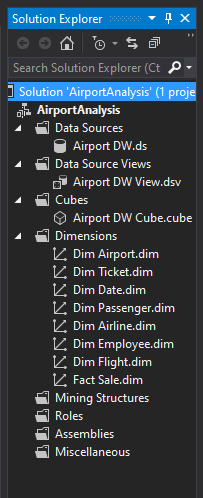 Solution Explorer
Search Solution Explorer (Ct
Solution 'AirportAnalysis' (1 proje
AirportAnalysis
Data Sources
Airport DW.ds
Data Source Views
Airport DW View.dsv
Cubes
Airport DW Cube.cube
Dimensions
Dim Airport.dim
Dim Ticket.dim
Dim Date.dim
Dim Passenger.dim
Dim Airline.dim
Dim Employee.dim
Dim Flight.dim
Fact Sale.dim
Mining Structures
Roles
Assemblies
Miscellaneous